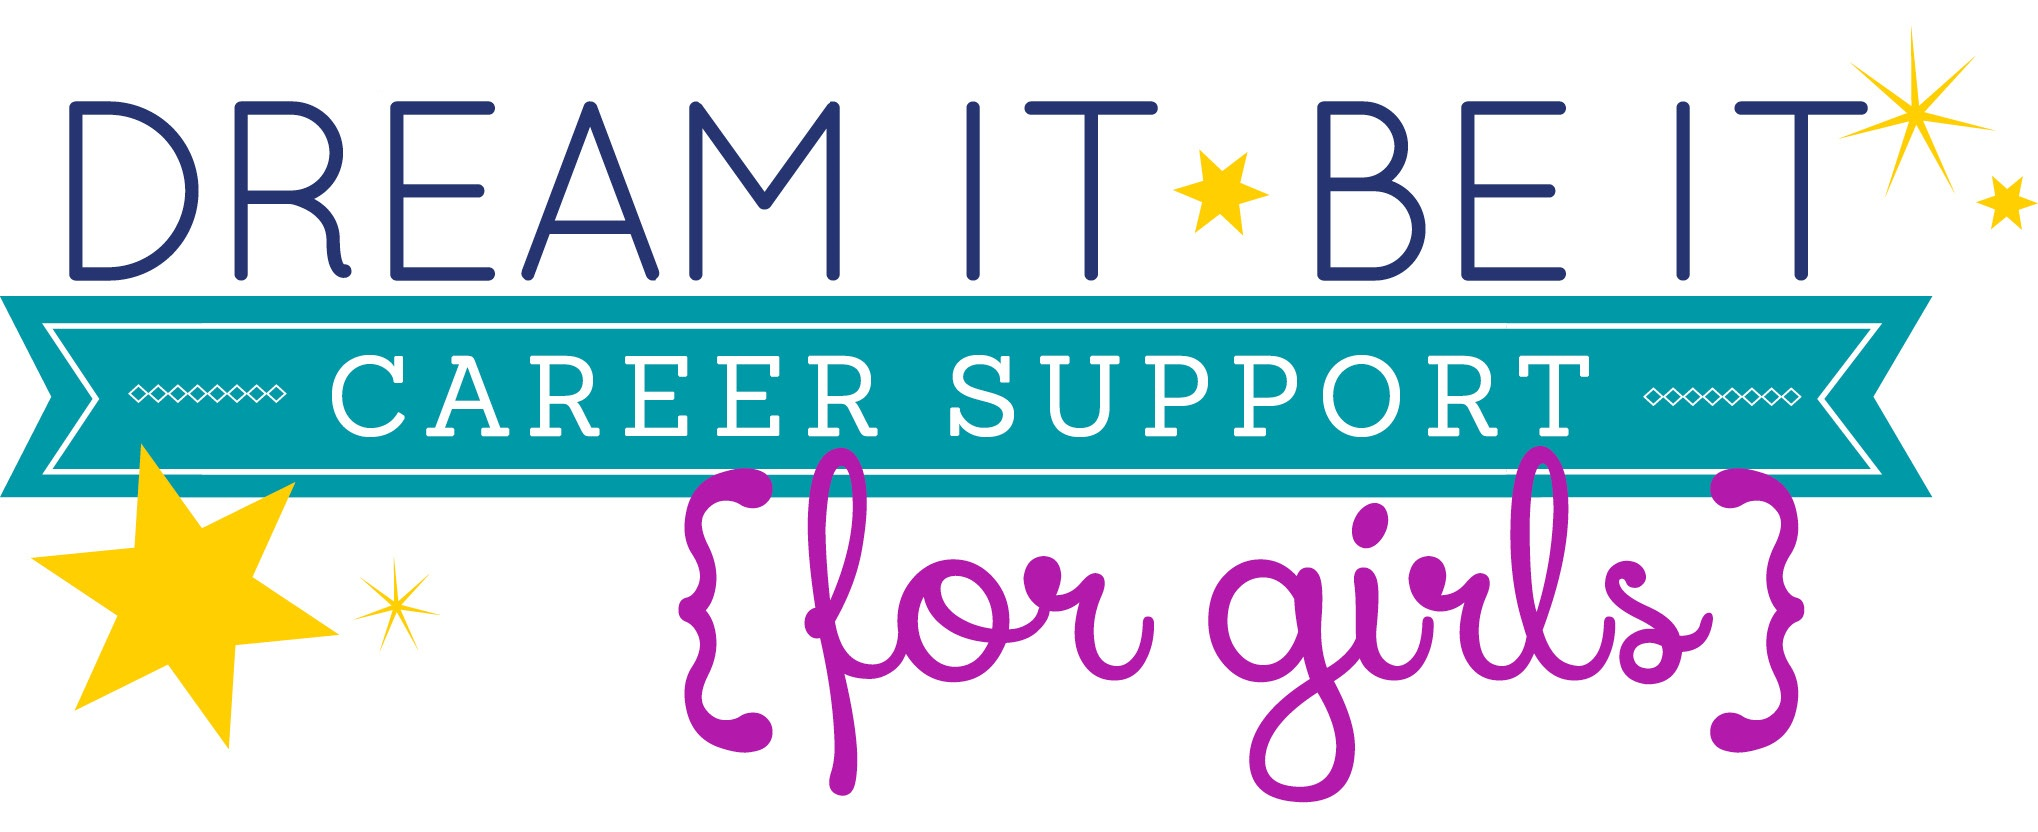 DREAM IT BE IT
CAREER SUPPORT
{for girls}